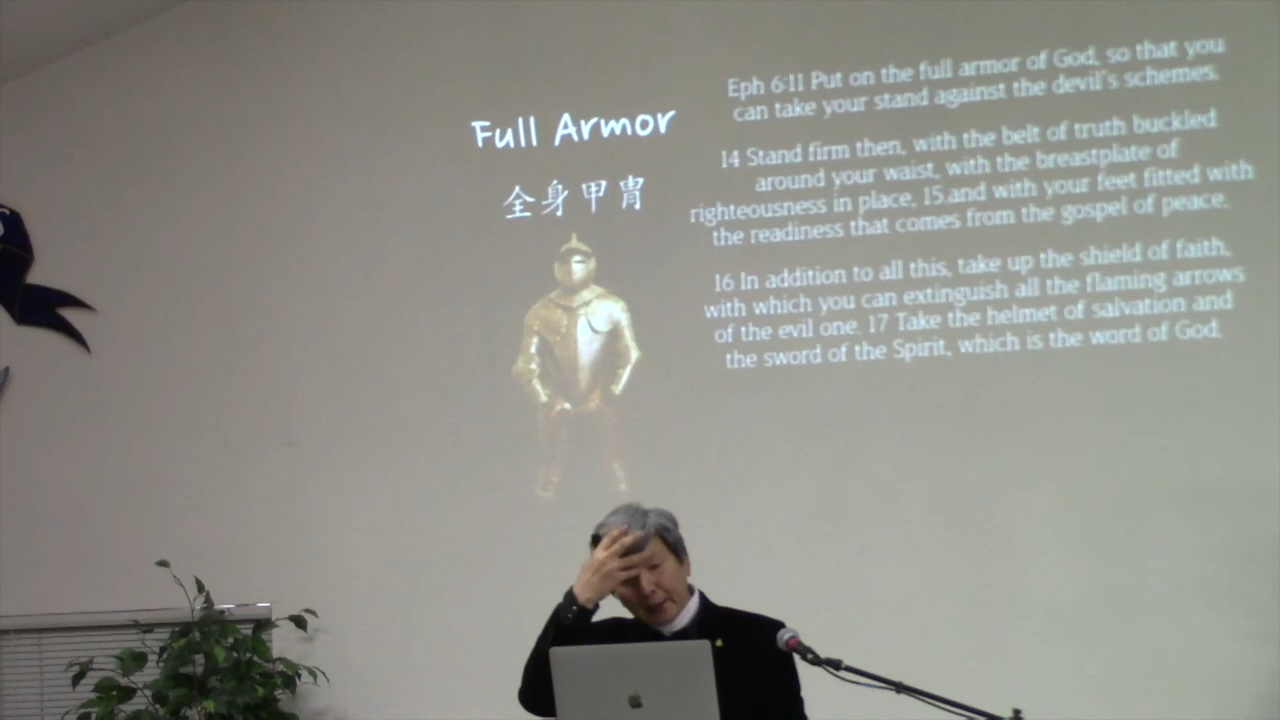 Full Armor
全身甲冑
Eph 6:11 Put on the full armor of God, so that you
can take your stand against the devil's schemes.
14 Stand firm then, with the belt of truth buckled
around your waist, with the breastplate of
righteousness in place, 15 and with your feet fitted with
the readiness that comes from the gospel of peace.
16 In addition to all this, take up the shield of faith,
with which you can extinguish all the flaming arrows
of the evil one. 17 Take the helmet of salvation and
the sword of the Spirit, which is the word of God.